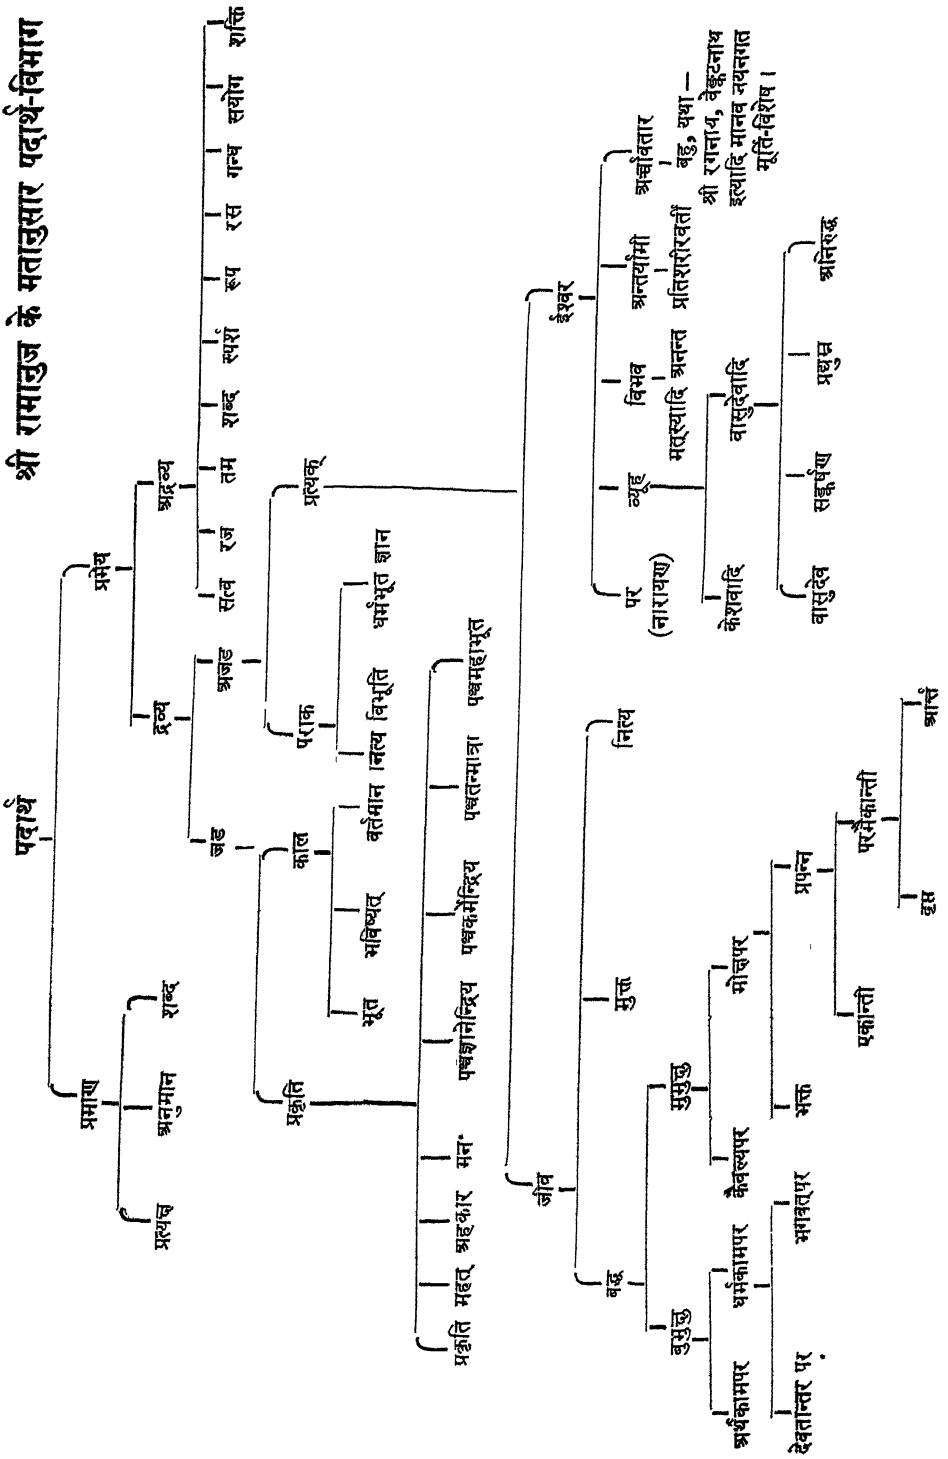 श्री रामानुज के मतानुसार पदार्थ-विभाग
पदार्थ
प्रमाण
प्रमेय
प्रत्यक्ष
अनुमान
शब्द
द्रव्य
अद्रव्य
जड
अजड
सत्व
रज
तम
शब्द
स्पर्श
रूप
रस
गन्ध
सयोग
शक्ति
प्रकृति
काल
पराक
प्रत्यक्
भूत
भविष्यत्
वर्तमान
नित्य विभूति
धर्मभूत ज्ञान
प्रकृति
महत्
अहकार
मन
पञ्चज्ञानेन्द्रिय
पञ्चकर्मेन्द्रिय
पञ्चतन्मात्रा
पञ्चमहाभूत
जीव
ईश्वर
बद्ध
मुक्त
नित्य
पर
(नारायण)
व्यूह
विभव
मत्स्यादि अनन्त
अन्तर्यामी
प्रतिशरीरवर्ती
अर्चावतार
बहु, यथा—
श्री रगनाथ, वेङ्कटनाथ
इत्यादि मानव नयनगत
मूर्ति-विशेष।
बुभुक्षु
मुमुक्षु
केशवादि
वासुदेवादि
अर्थकामपर
धर्मकामपर
कैवल्यपर
मोक्षपर
देवतान्तर पर
भगवत्पर
भक्त
प्रपन्न
वासुदेव
सङ्कर्षण
प्रद्युम्न
अनिरुद्ध
एकान्ती
परमैकान्ती
दृप्त
आर्त्त